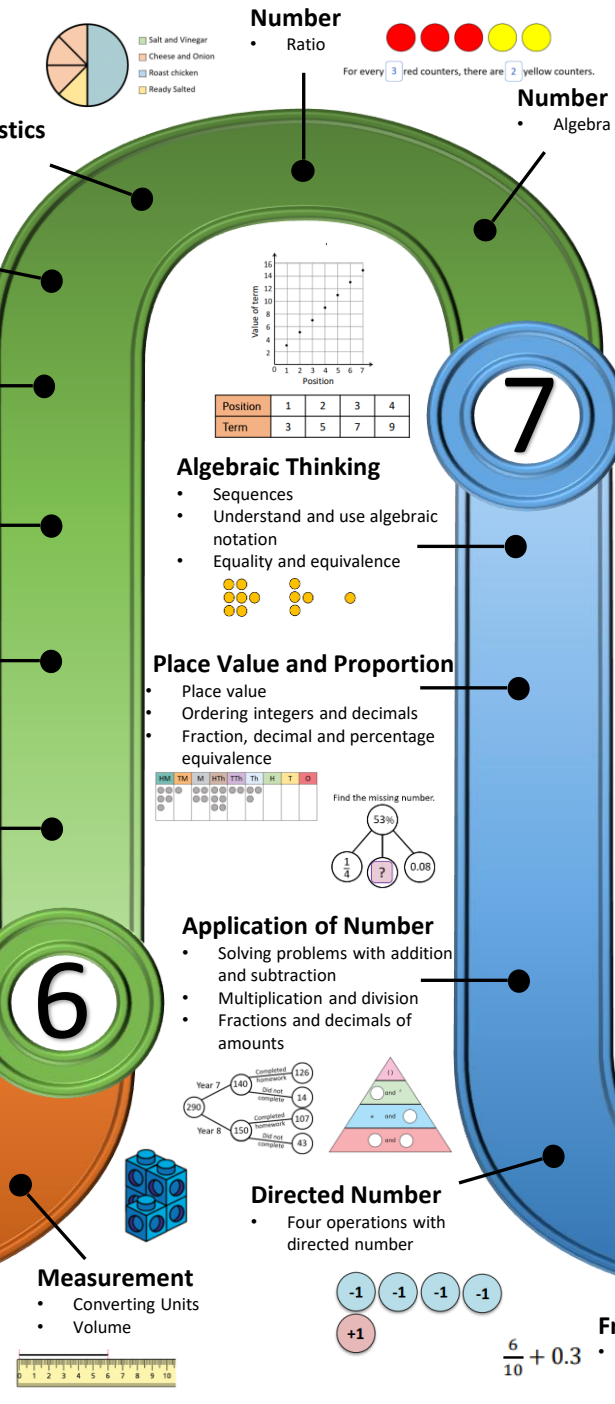 Number
• Ratio
Salt and Vinegar
Cheese and Onion
Roast chicken
Ready Salted
For every 3 red counters, there are 2 yellow counters.
Number
• Algebra
stics
Value of term
16
14
12
10
8
6
4
2
0 1 2 3 4 5 6 7
Position
Position 1 2 3 4
Term 3 5 7 9
7
Algebraic Thinking
• Sequences
• Understand and use algebraic
notation
• Equality and equivalence
Place Value and Proportion
• Place value
• Ordering integers and decimals
• Fraction, decimal and percentage
equivalence
HM TM M HTh TTh Th H T O
Find the missing number.
53%
1/4 ? 0.08
Application of Number
• Solving problems with addition
and subtraction
• Multiplication and division
• Fractions and decimals of
amounts
6
290
Year 7 140
Completed homework 126
Did not complete 14
Year 8 150
Completed homework 107
Did not complete 43
( )
and
and
and
Directed Number
• Four operations with
directed number
-1 -1 -1 -1
+1
Measurement
• Converting Units
• Volume
0 1 2 3 4 5 6 7 8 9 10
6/10 + 0.3
Fr
•